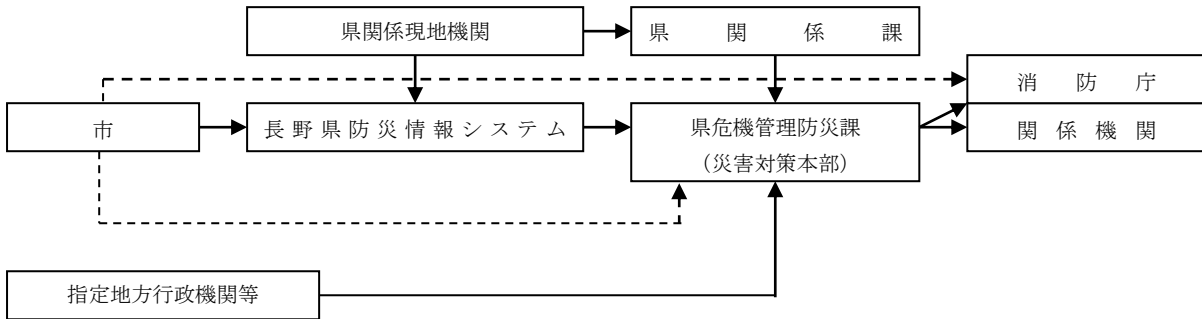 県関係現地機関
県関係課
消防庁
市
長野県防災情報システム
県危機管理防災課
（災害対策本部）
関係機関
指定地方行政機関等